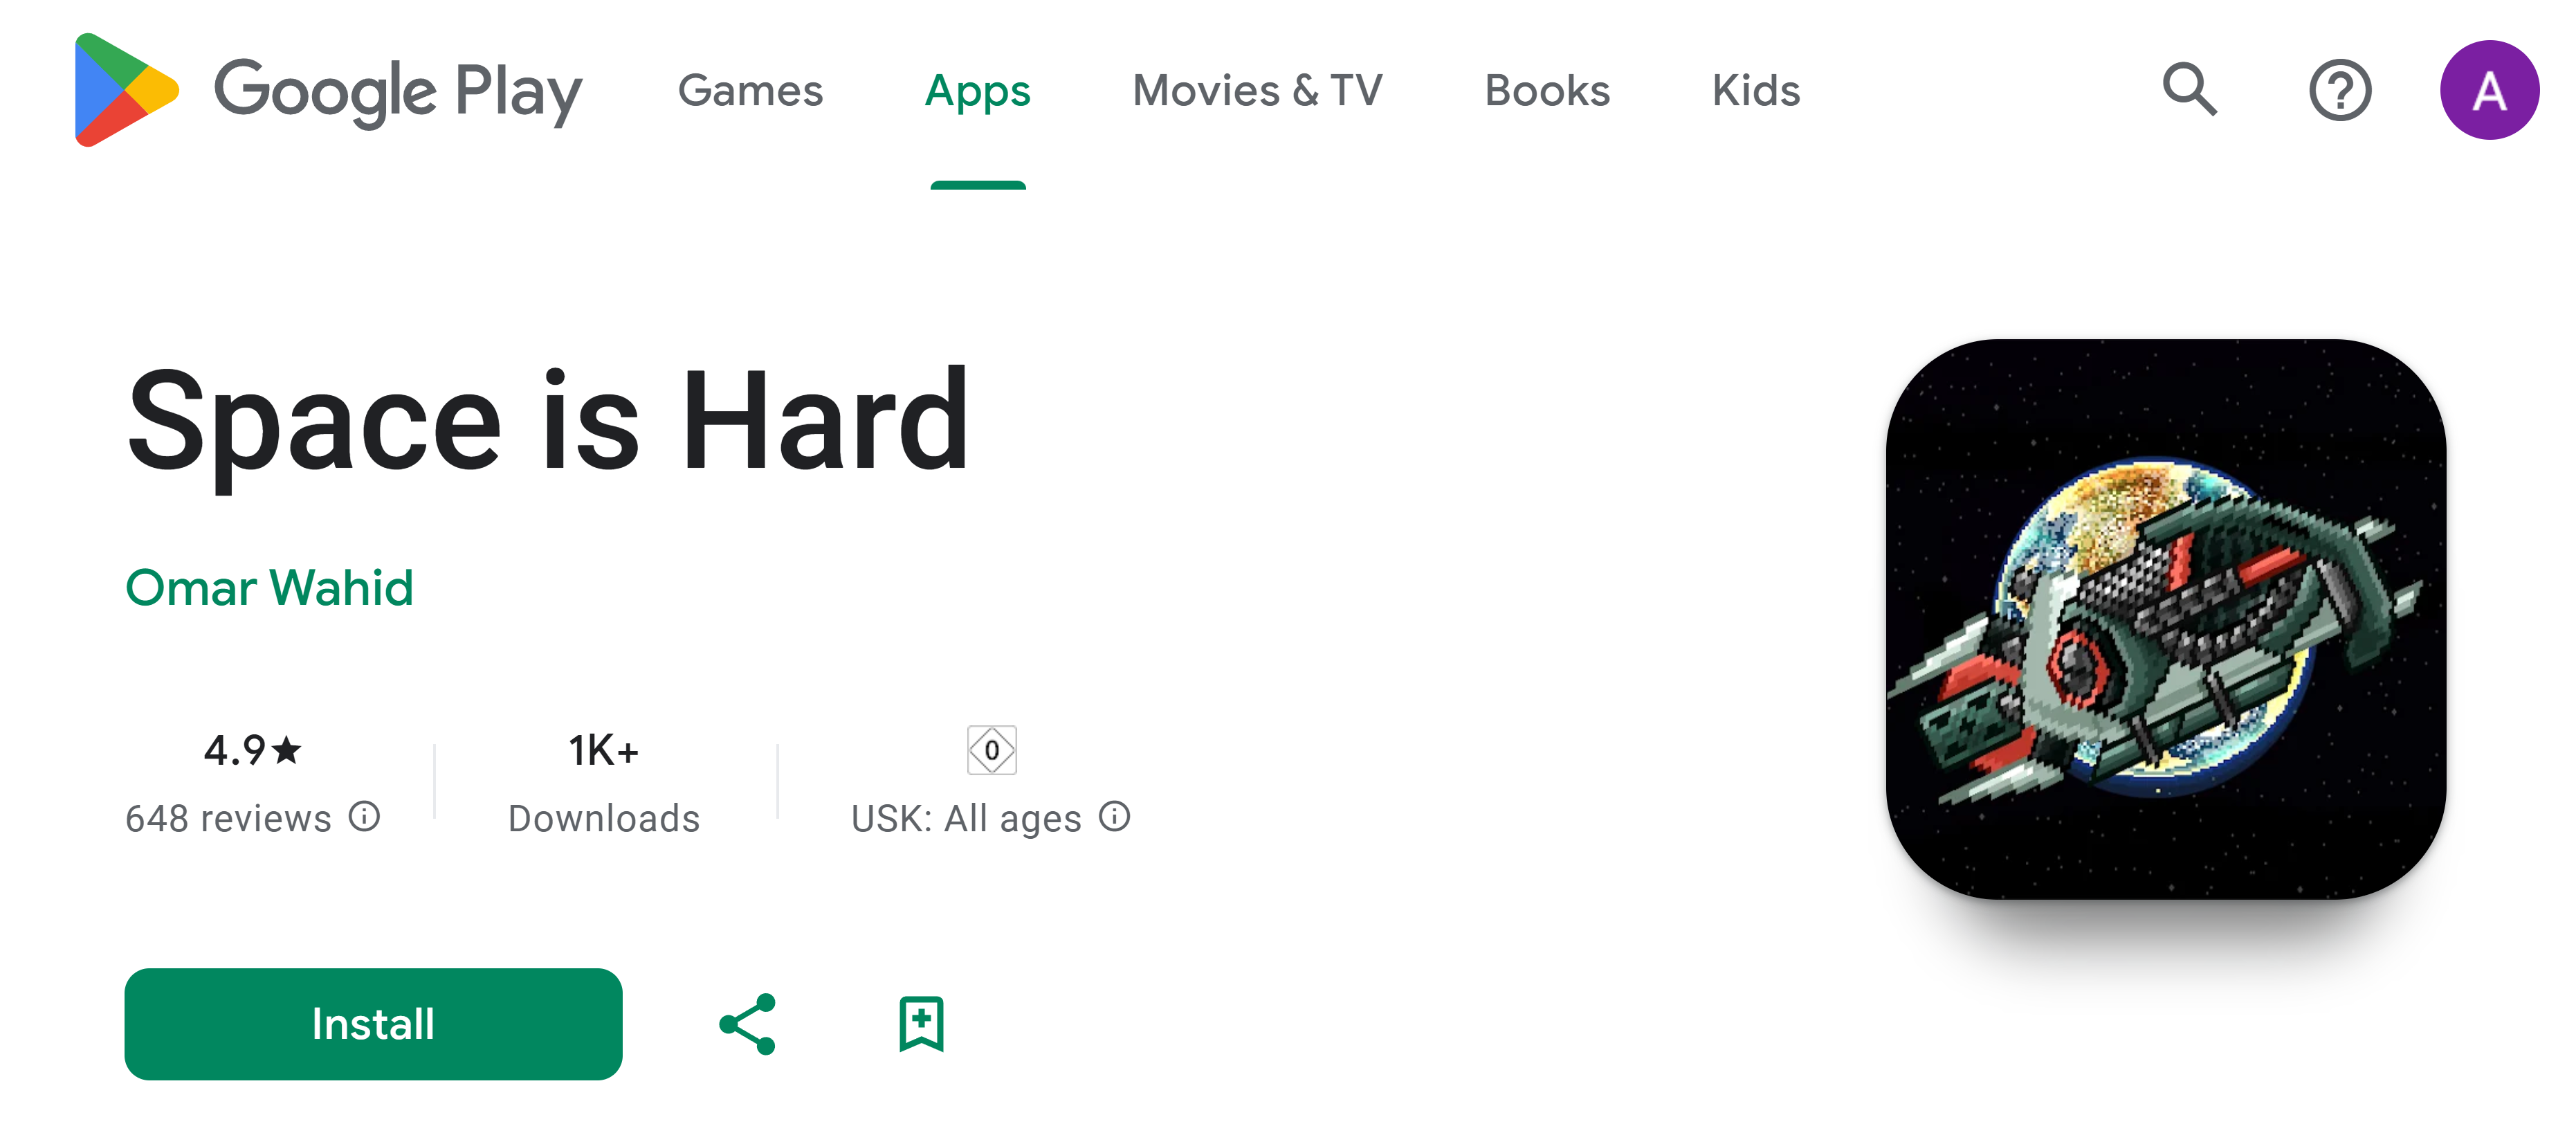 Google Play Games Apps Movies & TV Books Kids A
Space is Hard
Omar Wahid
4.9★ 1K+ 0
648 reviews Downloads USK: All ages
Install